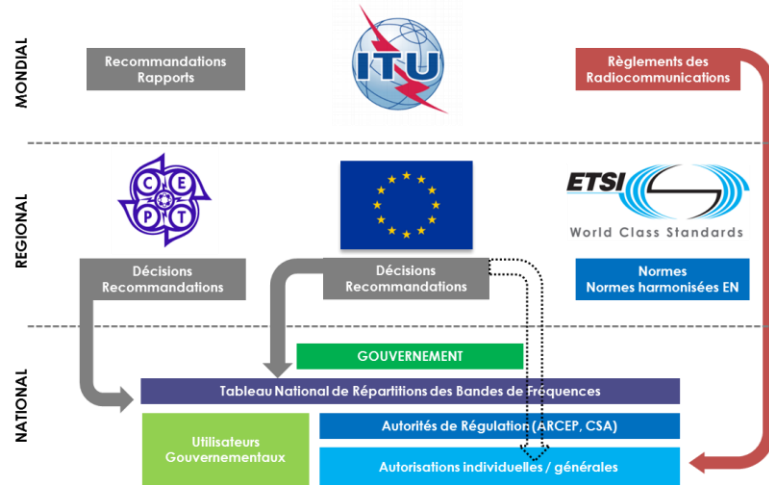 MONDIAL
Recommandations
Rapports
ITU
Règlements des
Radiocommunications
REGIONAL
C E
P T
ETSI
World Class Standards
Décisions
Recommandations
Décisions
Recommandations
Normes
Normes harmonisées EN
NATIONAL
GOUVERNEMENT
Tableau National de Répartitions des Bandes de Fréquences
Utilisateurs
Gouvernementaux
Autorités de Régulation (ARCEP, CSA)
Autorisations individuelles / générales